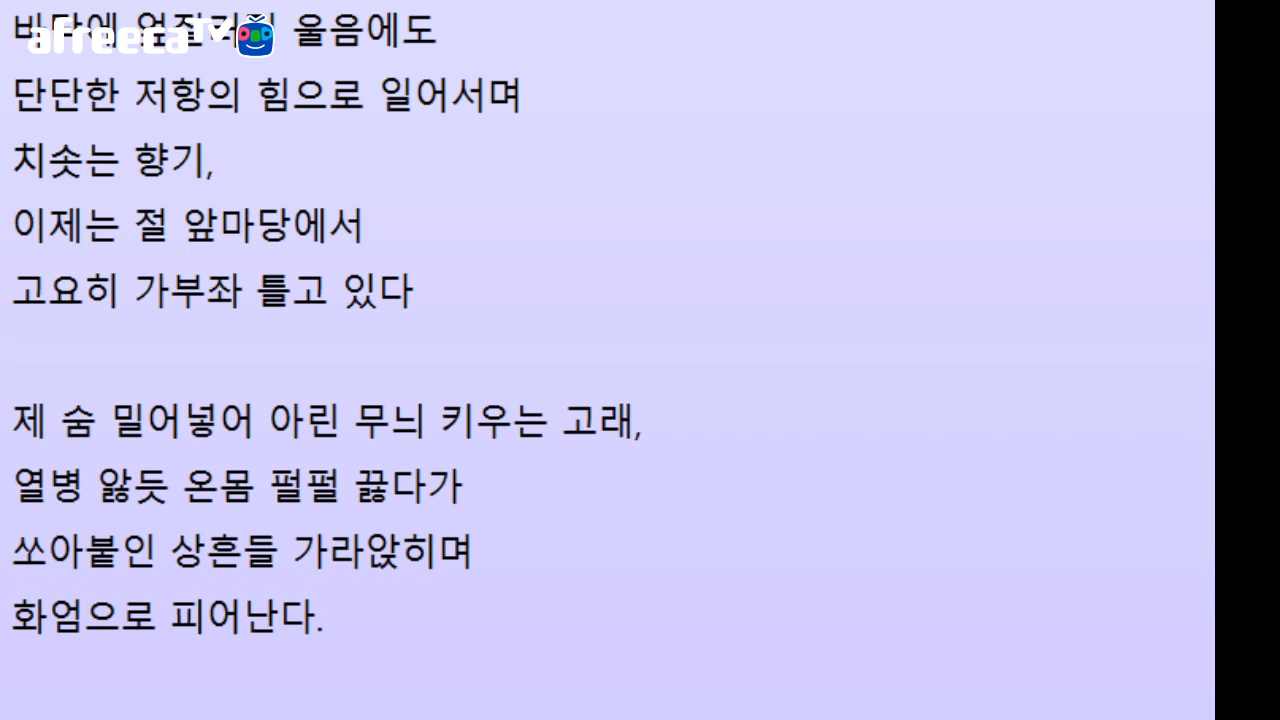 afreecaTV
울음에도
단단한 저항의 힘으로 일어서며
치솟는 향기,
이제는 절 앞마당에서
고요히 가부좌 틀고 있다
제 숨 밀어넣어 아린 무늬 키우는 고래,
열병 앓듯 온몸 펄펄 끓다가
쏘아붙인 상흔들 가라앉히며
화엄으로 피어난다.